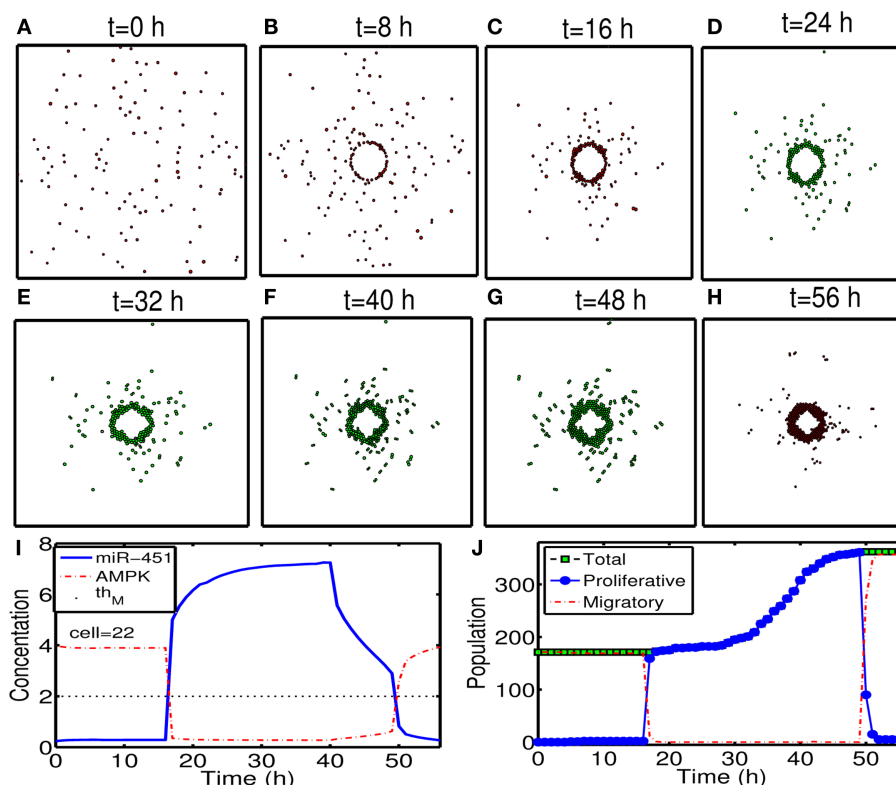 A t=0 h
B t=8 h
C t=16 h
D t=24 h
E t=32 h
F t=40 h
G t=48 h
H t=56 h
I
8
6
4
2
0
Concentation
miR-451
AMPK
th_M
cell=22
0 10 20 30 40 50
Time (h)
J
300
200
100
0
Population
Total
Proliferative
Migratory
0 10 20 30 40 50
Time (h)